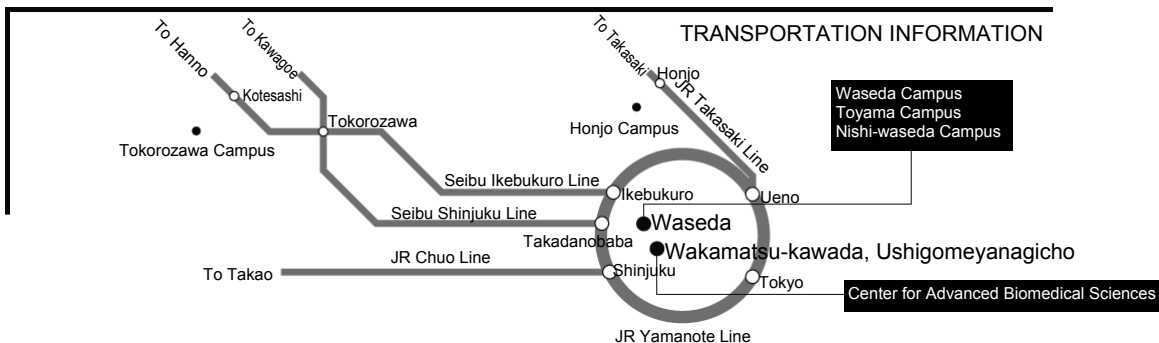 TRANSPORTATION INFORMATION
To Hanno
To Kawagoe
To Takasaki
Honjo
JR Takasaki Line
Kotesashi
Tokorozawa
Tokorozawa Campus
Honjo Campus
Waseda Campus
Toyama Campus
Nishi-waseda Campus
Seibu Ikebukuro Line
Ikebukuro
Ueno
Seibu Shinjuku Line
Waseda
Takadanobaba
Wakamatsu-kawada, Ushigomeyanagicho
JR Chuo Line
To Takao
Shinjuku
Tokyo
Center for Advanced Biomedical Sciences
JR Yamanote Line